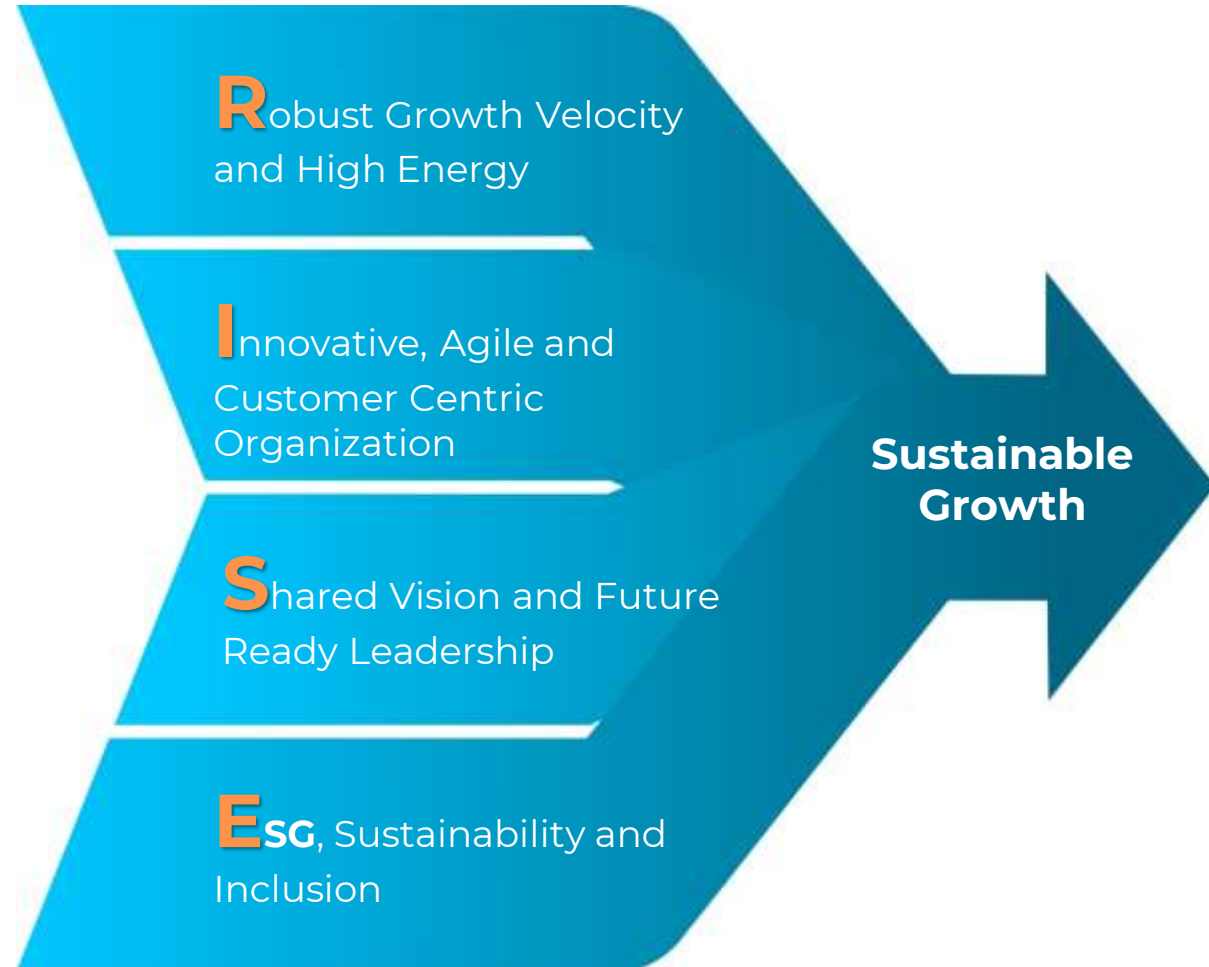 Robust Growth Velocity
and High Energy
Innovative, Agile and
Customer Centric
Organization
Shared Vision and Future
Ready Leadership
ESG, Sustainability and
Inclusion
Sustainable
Growth